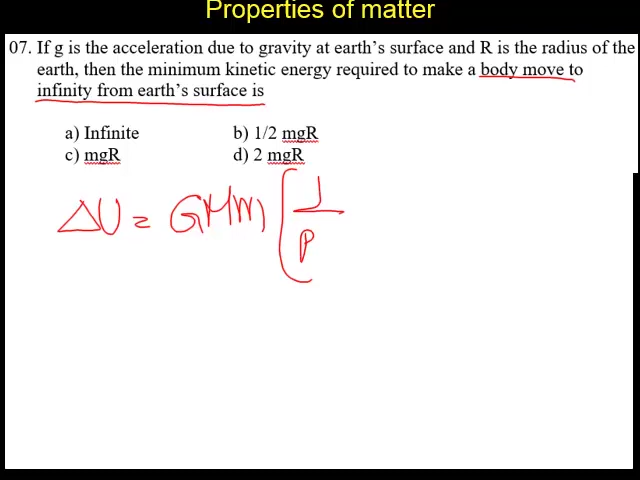 Properties of matter
07. If g is the acceleration due to gravity at earth's surface and R is the radius of the
earth, then the minimum kinetic energy required to make a body move to
infinity from earth's surface is
a) Infinite b) 1/2 mgR
c) mgR d) 2 mgR
ΔU = GMm [ 1